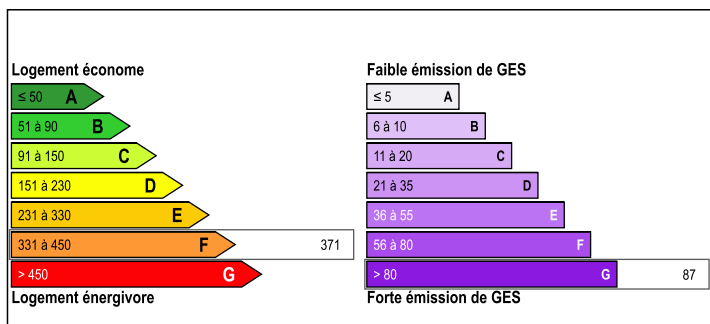 Logement économe
≤ 50 A
51 à 90 B
91 à 150 C
151 à 230 D
231 à 330 E
331 à 450 F 371
> 450 G
Logement énergivore
Faible émission de GES
≤ 5 A
6 à 10 B
11 à 20 C
21 à 35 D
36 à 55 E
56 à 80 F
> 80 G 87
Forte émission de GES